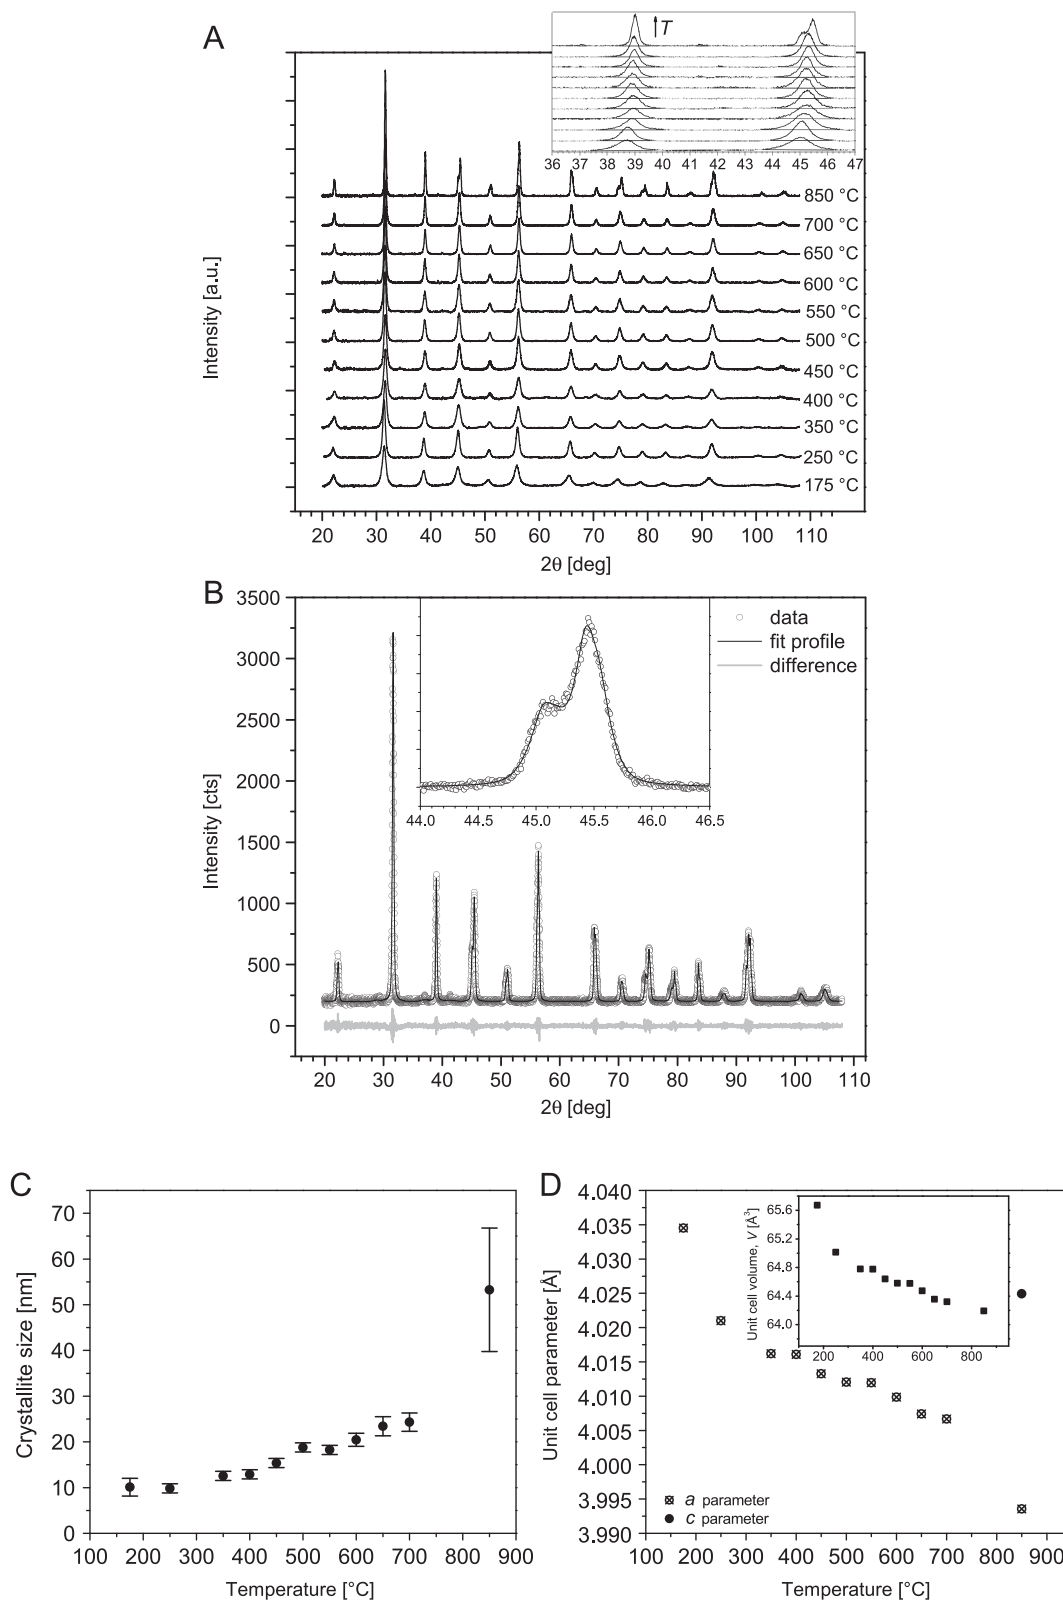 A
T
36 37 38 39 40 41 42 43 44 45 46 47
Intensity [a.u.]
850 °C
700 °C
650 °C
600 °C
550 °C
500 °C
450 °C
400 °C
350 °C
250 °C
175 °C
20 30 40 50 60 70 80 90 100 110
2θ [deg]
B
3500
3000
2500
2000
1500
1000
500
0
Intensity [cts]
data
fit profile
difference
44.0 44.5 45.0 45.5 46.0 46.5
20 30 40 50 60 70 80 90 100 110
2θ [deg]
C
70
60
50
40
30
20
10
0
Crystallite size [nm]
100 200 300 400 500 600 700 800 900
Temperature [°C]
D
4.040
4.035
4.030
4.025
4.020
4.015
4.010
4.005
4.000
3.995
3.990
Unit cell parameter [Å]
65.6
65.2
64.8
64.4
64.0
Unit cell volume, V [Å³]
200 400 600 800
a parameter
c parameter
100 200 300 400 500 600 700 800 900
Temperature [°C]